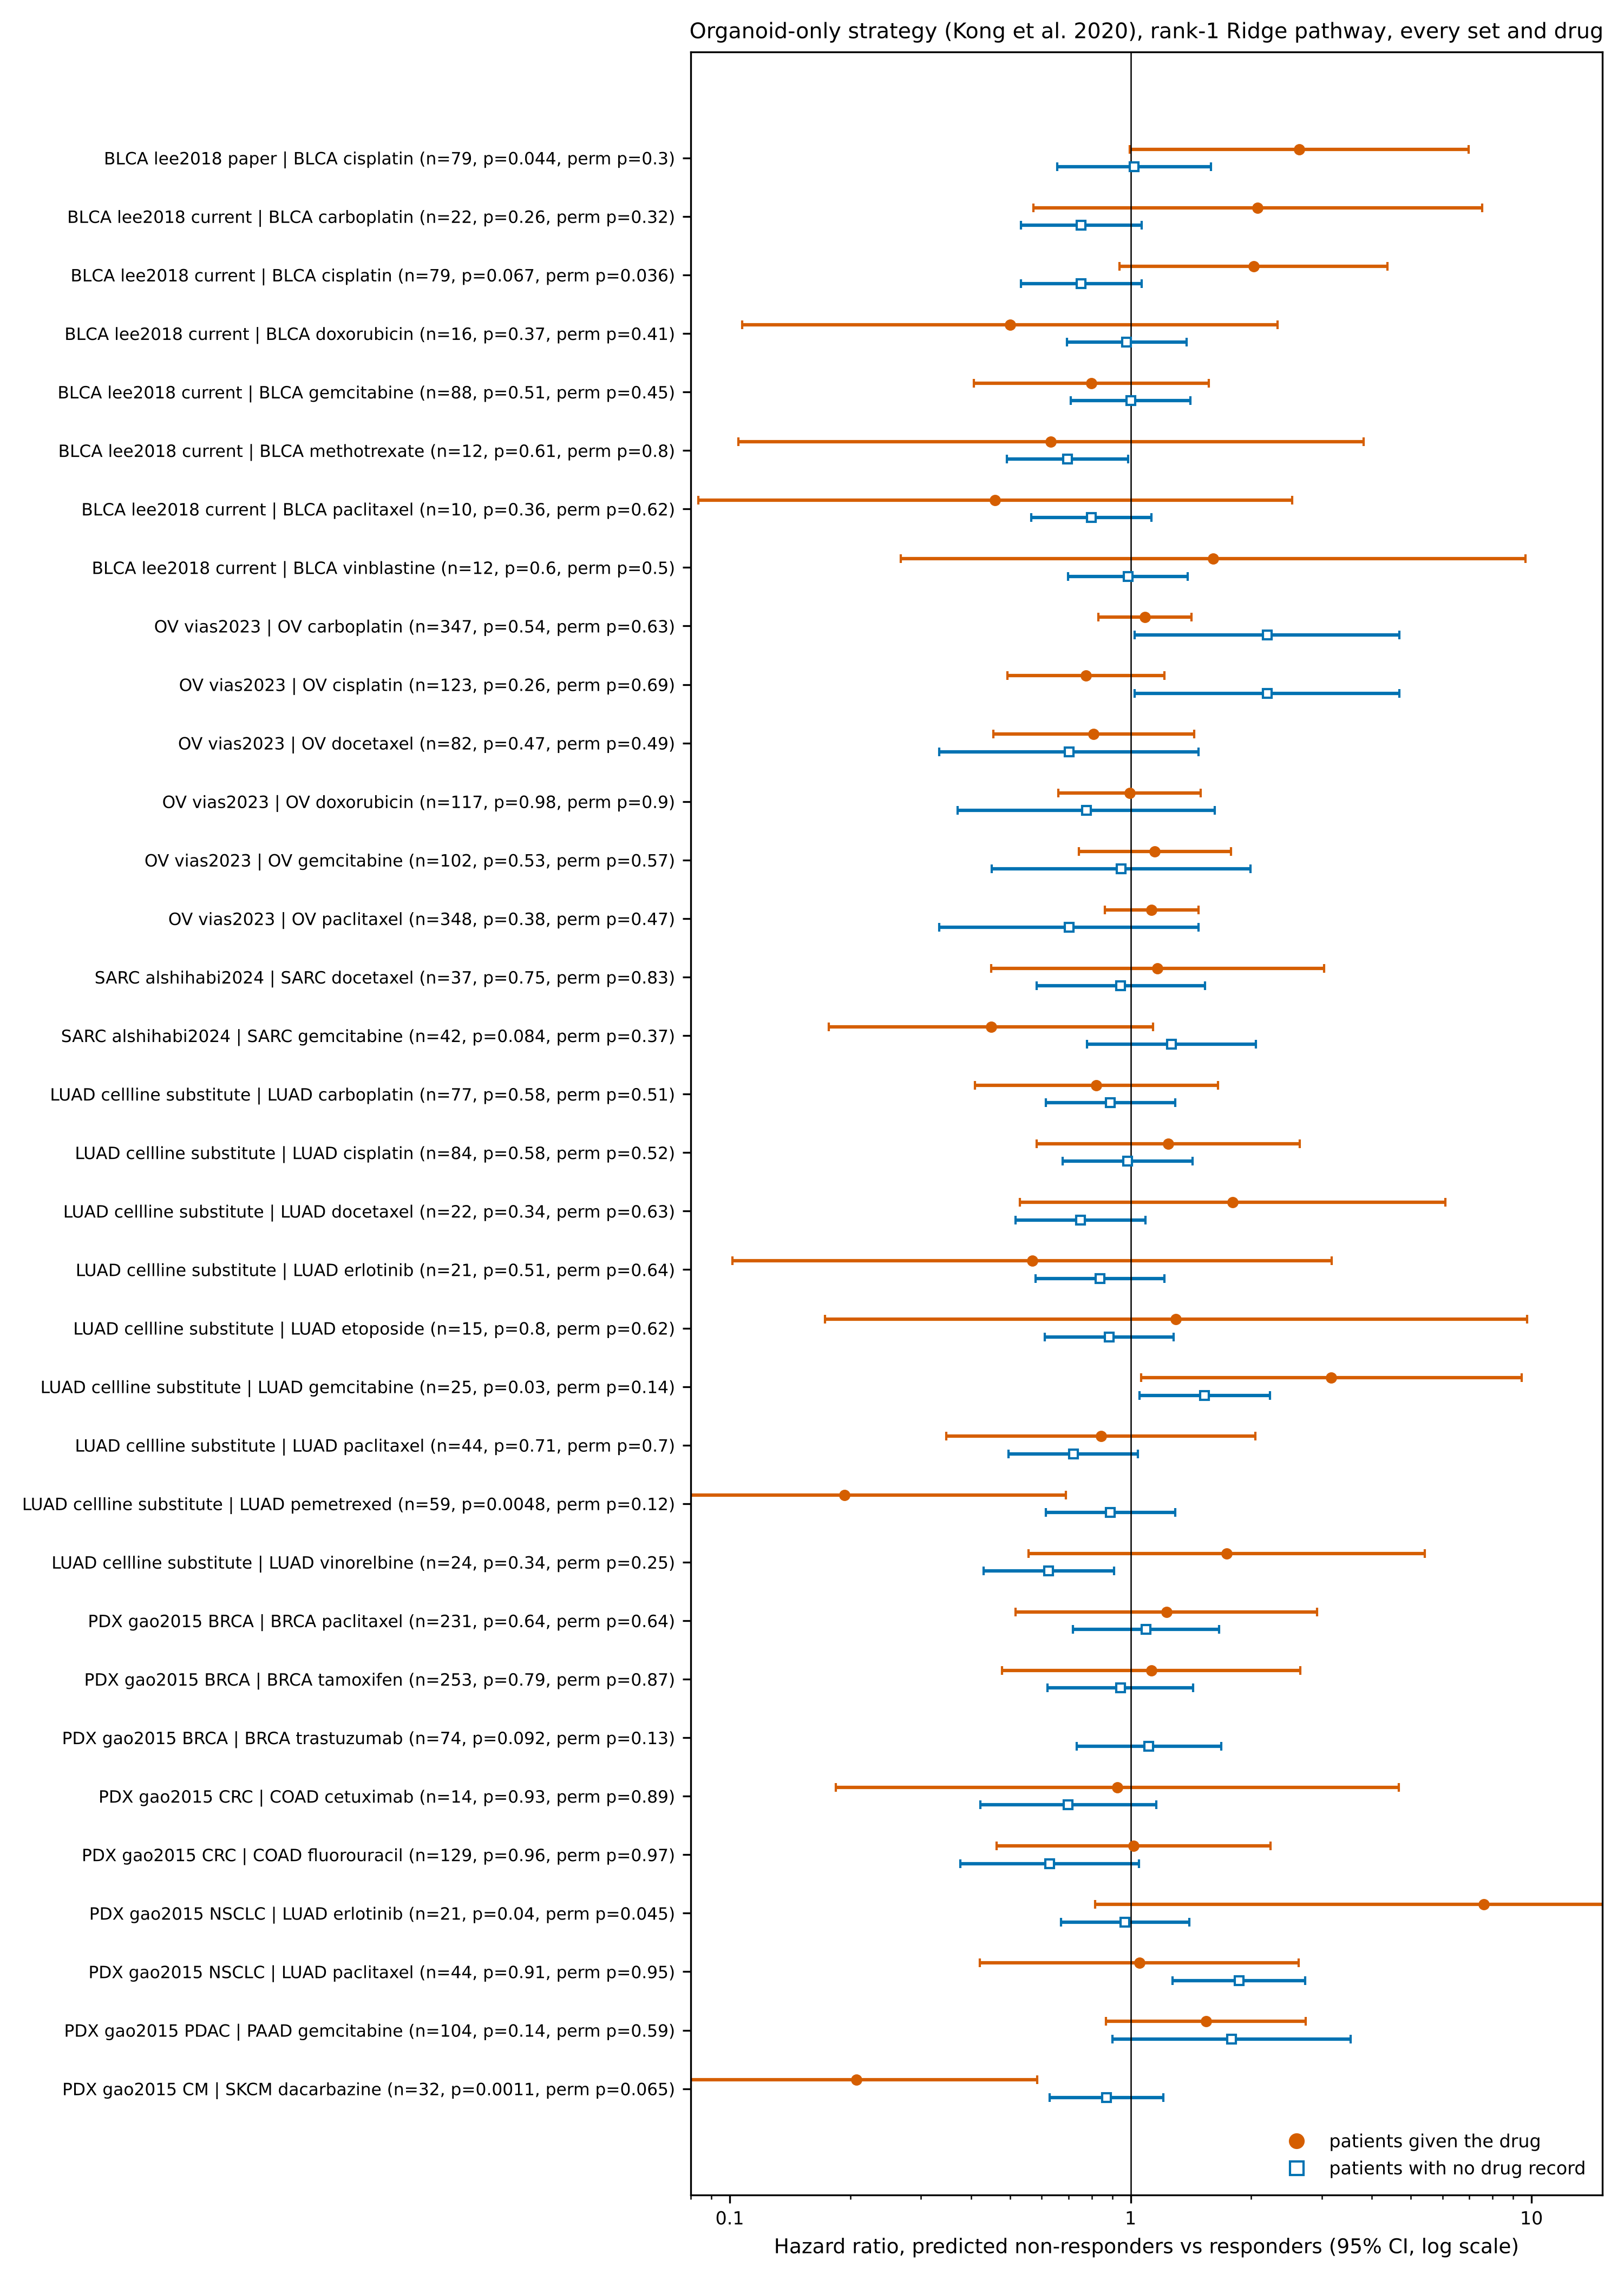 Organoid-only strategy (Kong et al. 2020), rank-1 Ridge pathway, every set and drug
BLCA lee2018 paper | BLCA cisplatin (n=79, p=0.044, perm p=0.3)
BLCA lee2018 current | BLCA carboplatin (n=22, p=0.26, perm p=0.32)
BLCA lee2018 current | BLCA cisplatin (n=79, p=0.067, perm p=0.036)
BLCA lee2018 current | BLCA doxorubicin (n=16, p=0.37, perm p=0.41)
BLCA lee2018 current | BLCA gemcitabine (n=88, p=0.51, perm p=0.45)
BLCA lee2018 current | BLCA methotrexate (n=12, p=0.61, perm p=0.8)
BLCA lee2018 current | BLCA paclitaxel (n=10, p=0.36, perm p=0.62)
BLCA lee2018 current | BLCA vinblastine (n=12, p=0.6, perm p=0.5)
OV vias2023 | OV carboplatin (n=347, p=0.54, perm p=0.63)
OV vias2023 | OV cisplatin (n=123, p=0.26, perm p=0.69)
OV vias2023 | OV docetaxel (n=82, p=0.47, perm p=0.49)
OV vias2023 | OV doxorubicin (n=117, p=0.98, perm p=0.9)
OV vias2023 | OV gemcitabine (n=102, p=0.53, perm p=0.57)
OV vias2023 | OV paclitaxel (n=348, p=0.38, perm p=0.47)
SARC alshihabi2024 | SARC docetaxel (n=37, p=0.75, perm p=0.83)
SARC alshihabi2024 | SARC gemcitabine (n=42, p=0.084, perm p=0.37)
LUAD cellline substitute | LUAD carboplatin (n=77, p=0.58, perm p=0.51)
LUAD cellline substitute | LUAD cisplatin (n=84, p=0.58, perm p=0.52)
LUAD cellline substitute | LUAD docetaxel (n=22, p=0.34, perm p=0.63)
LUAD cellline substitute | LUAD erlotinib (n=21, p=0.51, perm p=0.64)
LUAD cellline substitute | LUAD etoposide (n=15, p=0.8, perm p=0.62)
LUAD cellline substitute | LUAD gemcitabine (n=25, p=0.03, perm p=0.14)
LUAD cellline substitute | LUAD paclitaxel (n=44, p=0.71, perm p=0.7)
LUAD cellline substitute | LUAD pemetrexed (n=59, p=0.0048, perm p=0.12)
LUAD cellline substitute | LUAD vinorelbine (n=24, p=0.34, perm p=0.25)
PDX gao2015 BRCA | BRCA paclitaxel (n=231, p=0.64, perm p=0.64)
PDX gao2015 BRCA | BRCA tamoxifen (n=253, p=0.79, perm p=0.87)
PDX gao2015 BRCA | BRCA trastuzumab (n=74, p=0.092, perm p=0.13)
PDX gao2015 CRC | COAD cetuximab (n=14, p=0.93, perm p=0.89)
PDX gao2015 CRC | COAD fluorouracil (n=129, p=0.96, perm p=0.97)
PDX gao2015 NSCLC | LUAD erlotinib (n=21, p=0.04, perm p=0.045)
PDX gao2015 NSCLC | LUAD paclitaxel (n=44, p=0.91, perm p=0.95)
PDX gao2015 PDAC | PAAD gemcitabine (n=104, p=0.14, perm p=0.59)
PDX gao2015 CM | SKCM dacarbazine (n=32, p=0.0011, perm p=0.065)
patients given the drug
patients with no drug record
0.1 1 10
Hazard ratio, predicted non-responders vs responders (95% CI, log scale)